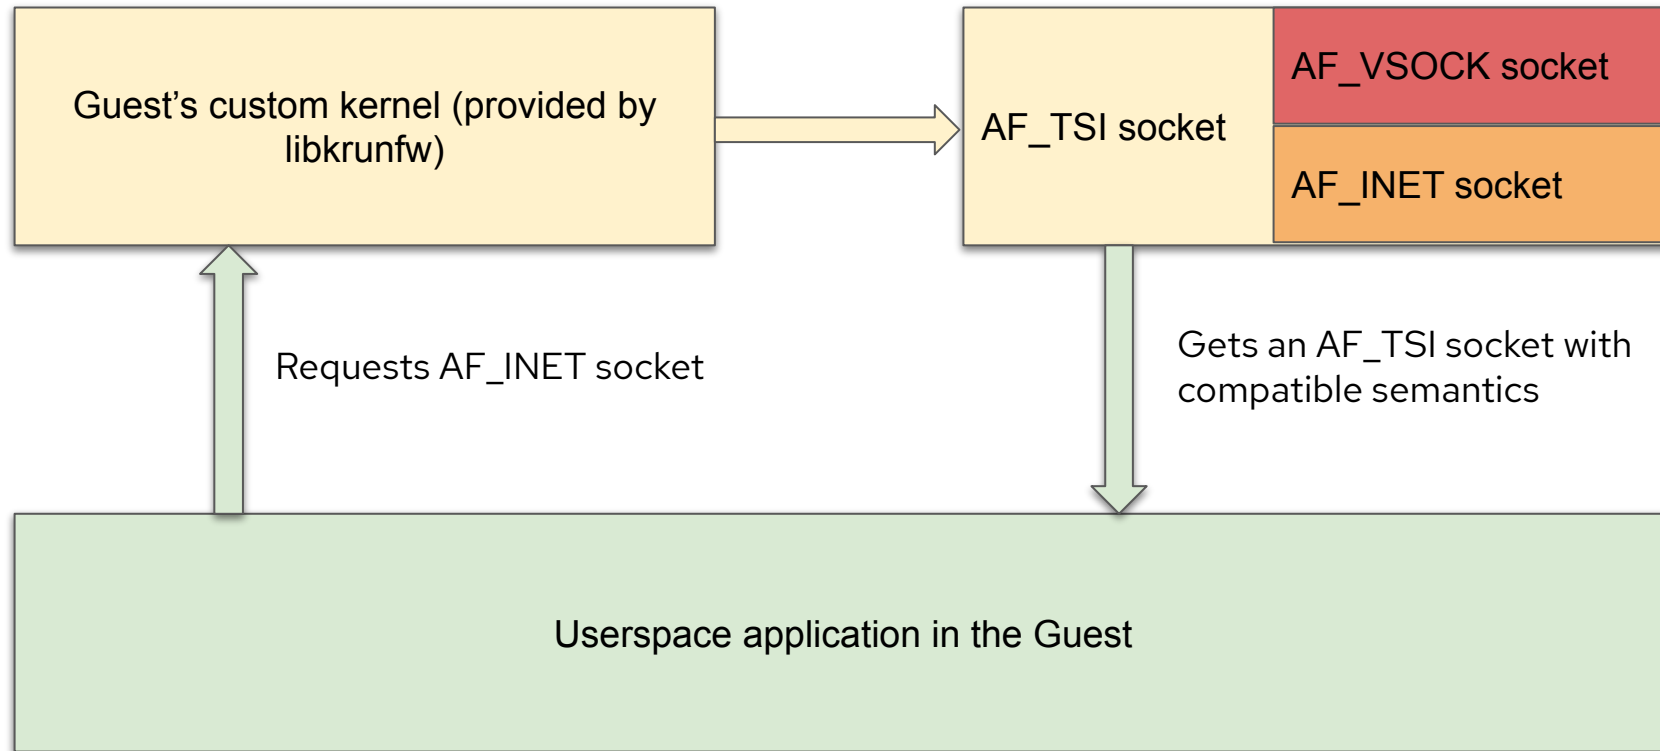 Guest’s custom kernel (provided by
libkrunfw)
AF_TSI socket
AF_VSOCK socket
AF_INET socket
Requests AF_INET socket
Gets an AF_TSI socket with
compatible semantics
Userspace application in the Guest